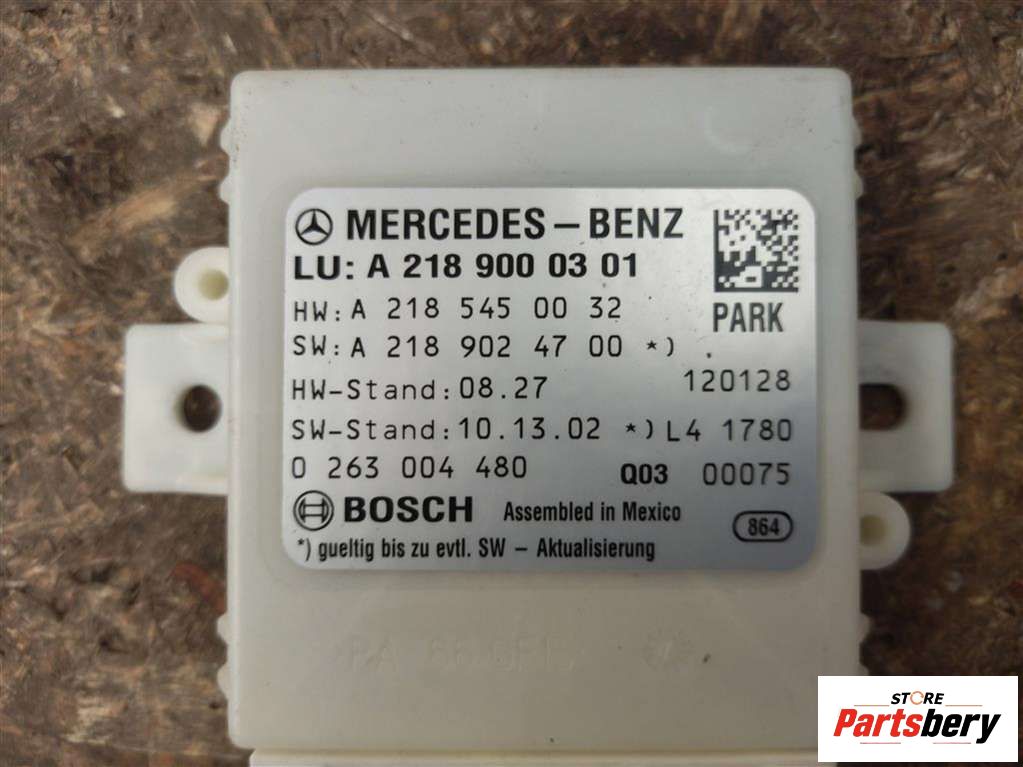 MERCEDES-BENZ
LU: A 218 900 03 01
HW: A 218 545 00 32
PARK
SW: A 218 902 47 00 *)
HW-Stand: 08.27 120128
SW-Stand: 10.13.02 *) L4 1780
0 263 004 480 Q03 00075
BOSCH Assembled in Mexico 864
*) gueltig bis zu evtl. SW - Aktualisierung
STORE
Partsbery